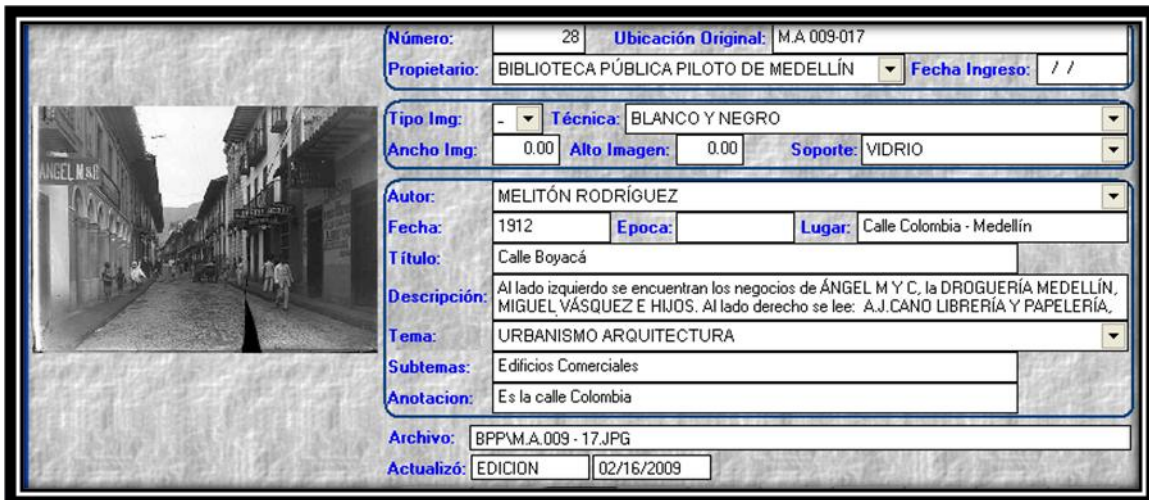 Número: 28 Ubicación Original: M.A 009-017
Propietario: BIBLIOTECA PÚBLICA PILOTO DE MEDELLÍN Fecha Ingreso: / /
Tipo Img: - Técnica: BLANCO Y NEGRO
Ancho Img: 0.00 Alto Imagen: 0.00 Soporte: VIDRIO
ANGEL M &
Autor: MELITÓN RODRÍGUEZ
Fecha: 1912 Epoca: Lugar: Calle Colombia - Medellín
Título: Calle Boyacá
Descripción: Al lado izquierdo se encuentran los negocios de ÁNGEL M Y C, la DROGUERÍA MEDELLÍN,
MIGUEL VÁSQUEZ E HIJOS. Al lado derecho se lee: A.J.CANO LIBRERÍA Y PAPELERÍA,
Tema: URBANISMO ARQUITECTURA
Subtemas: Edificios Comerciales
Anotacion: Es la calle Colombia
Archivo: BPP\M.A.009 - 17.JPG
Actualizó: EDICION 02/16/2009